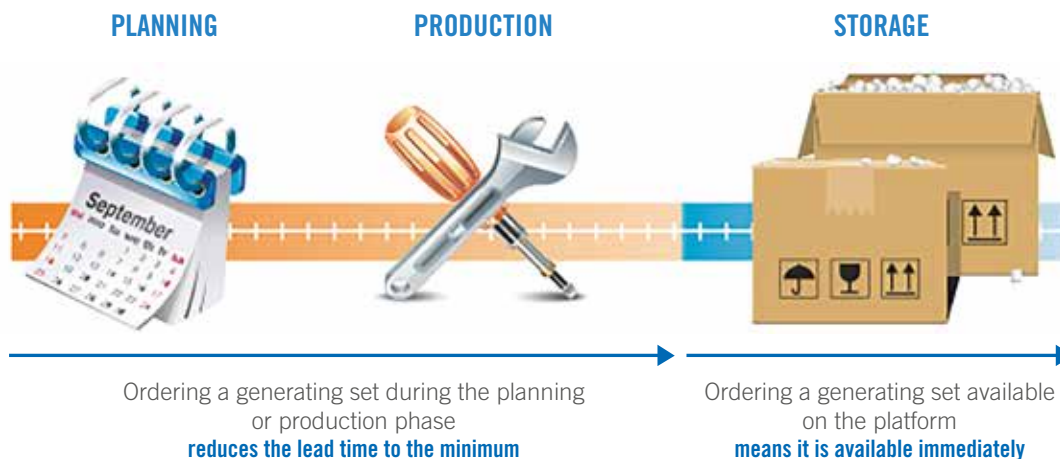 PLANNING
PRODUCTION
STORAGE
September
Ordering a generating set during the planning
or production phase
reduces the lead time to the minimum
Ordering a generating set available
on the platform
means it is available immediately